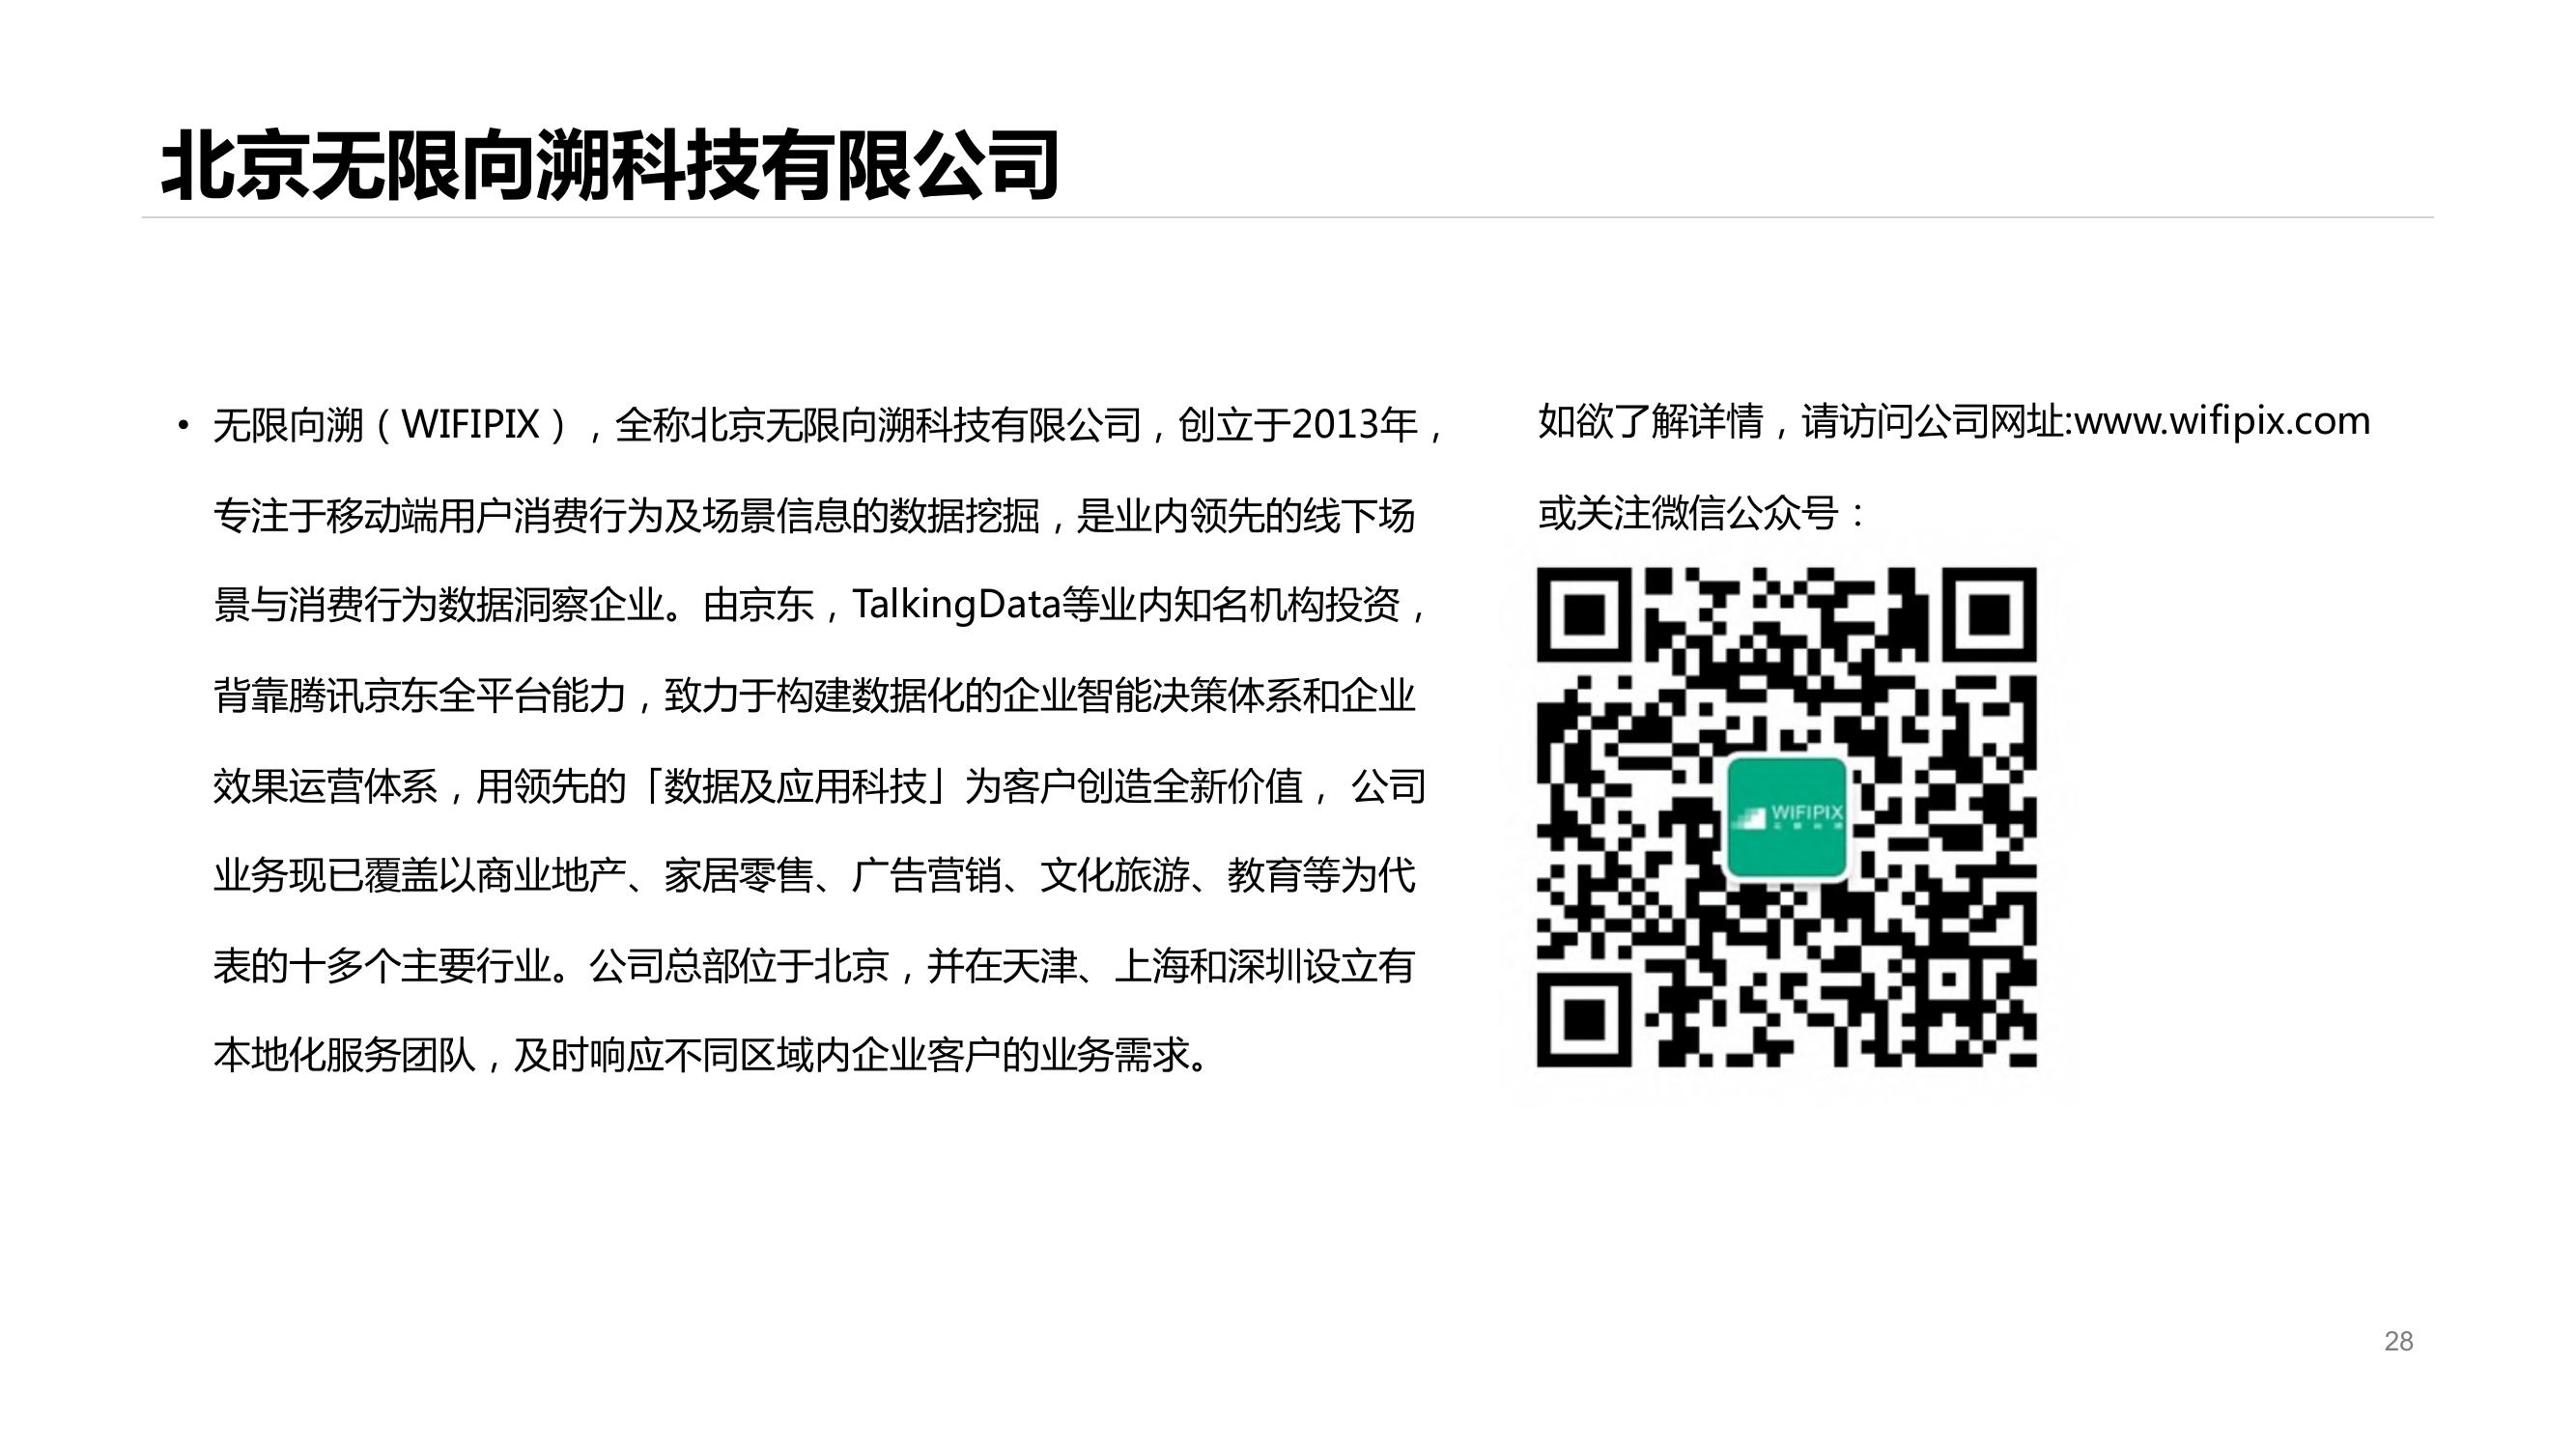 北京无限向溯科技有限公司
• 无限向溯（WIFIPIX），全称北京无限向溯科技有限公司，创立于2013年，
专注于移动端用户消费行为及场景信息的数据挖掘，是业内领先的线下场
景与消费行为数据洞察企业。由京东，TalkingData等业内知名机构投资，
背靠腾讯京东全平台能力，致力于构建数据化的企业智能决策体系和企业
效果运营体系，用领先的「数据及应用科技」为客户创造全新价值， 公司
业务现已覆盖以商业地产、家居零售、广告营销、文化旅游、教育等为代
表的十多个主要行业。公司总部位于北京，并在天津、上海和深圳设立有
本地化服务团队，及时响应不同区域内企业客户的业务需求。
如欲了解详情，请访问公司网址:www.wifipix.com
或关注微信公众号：
WIFIPIX
28